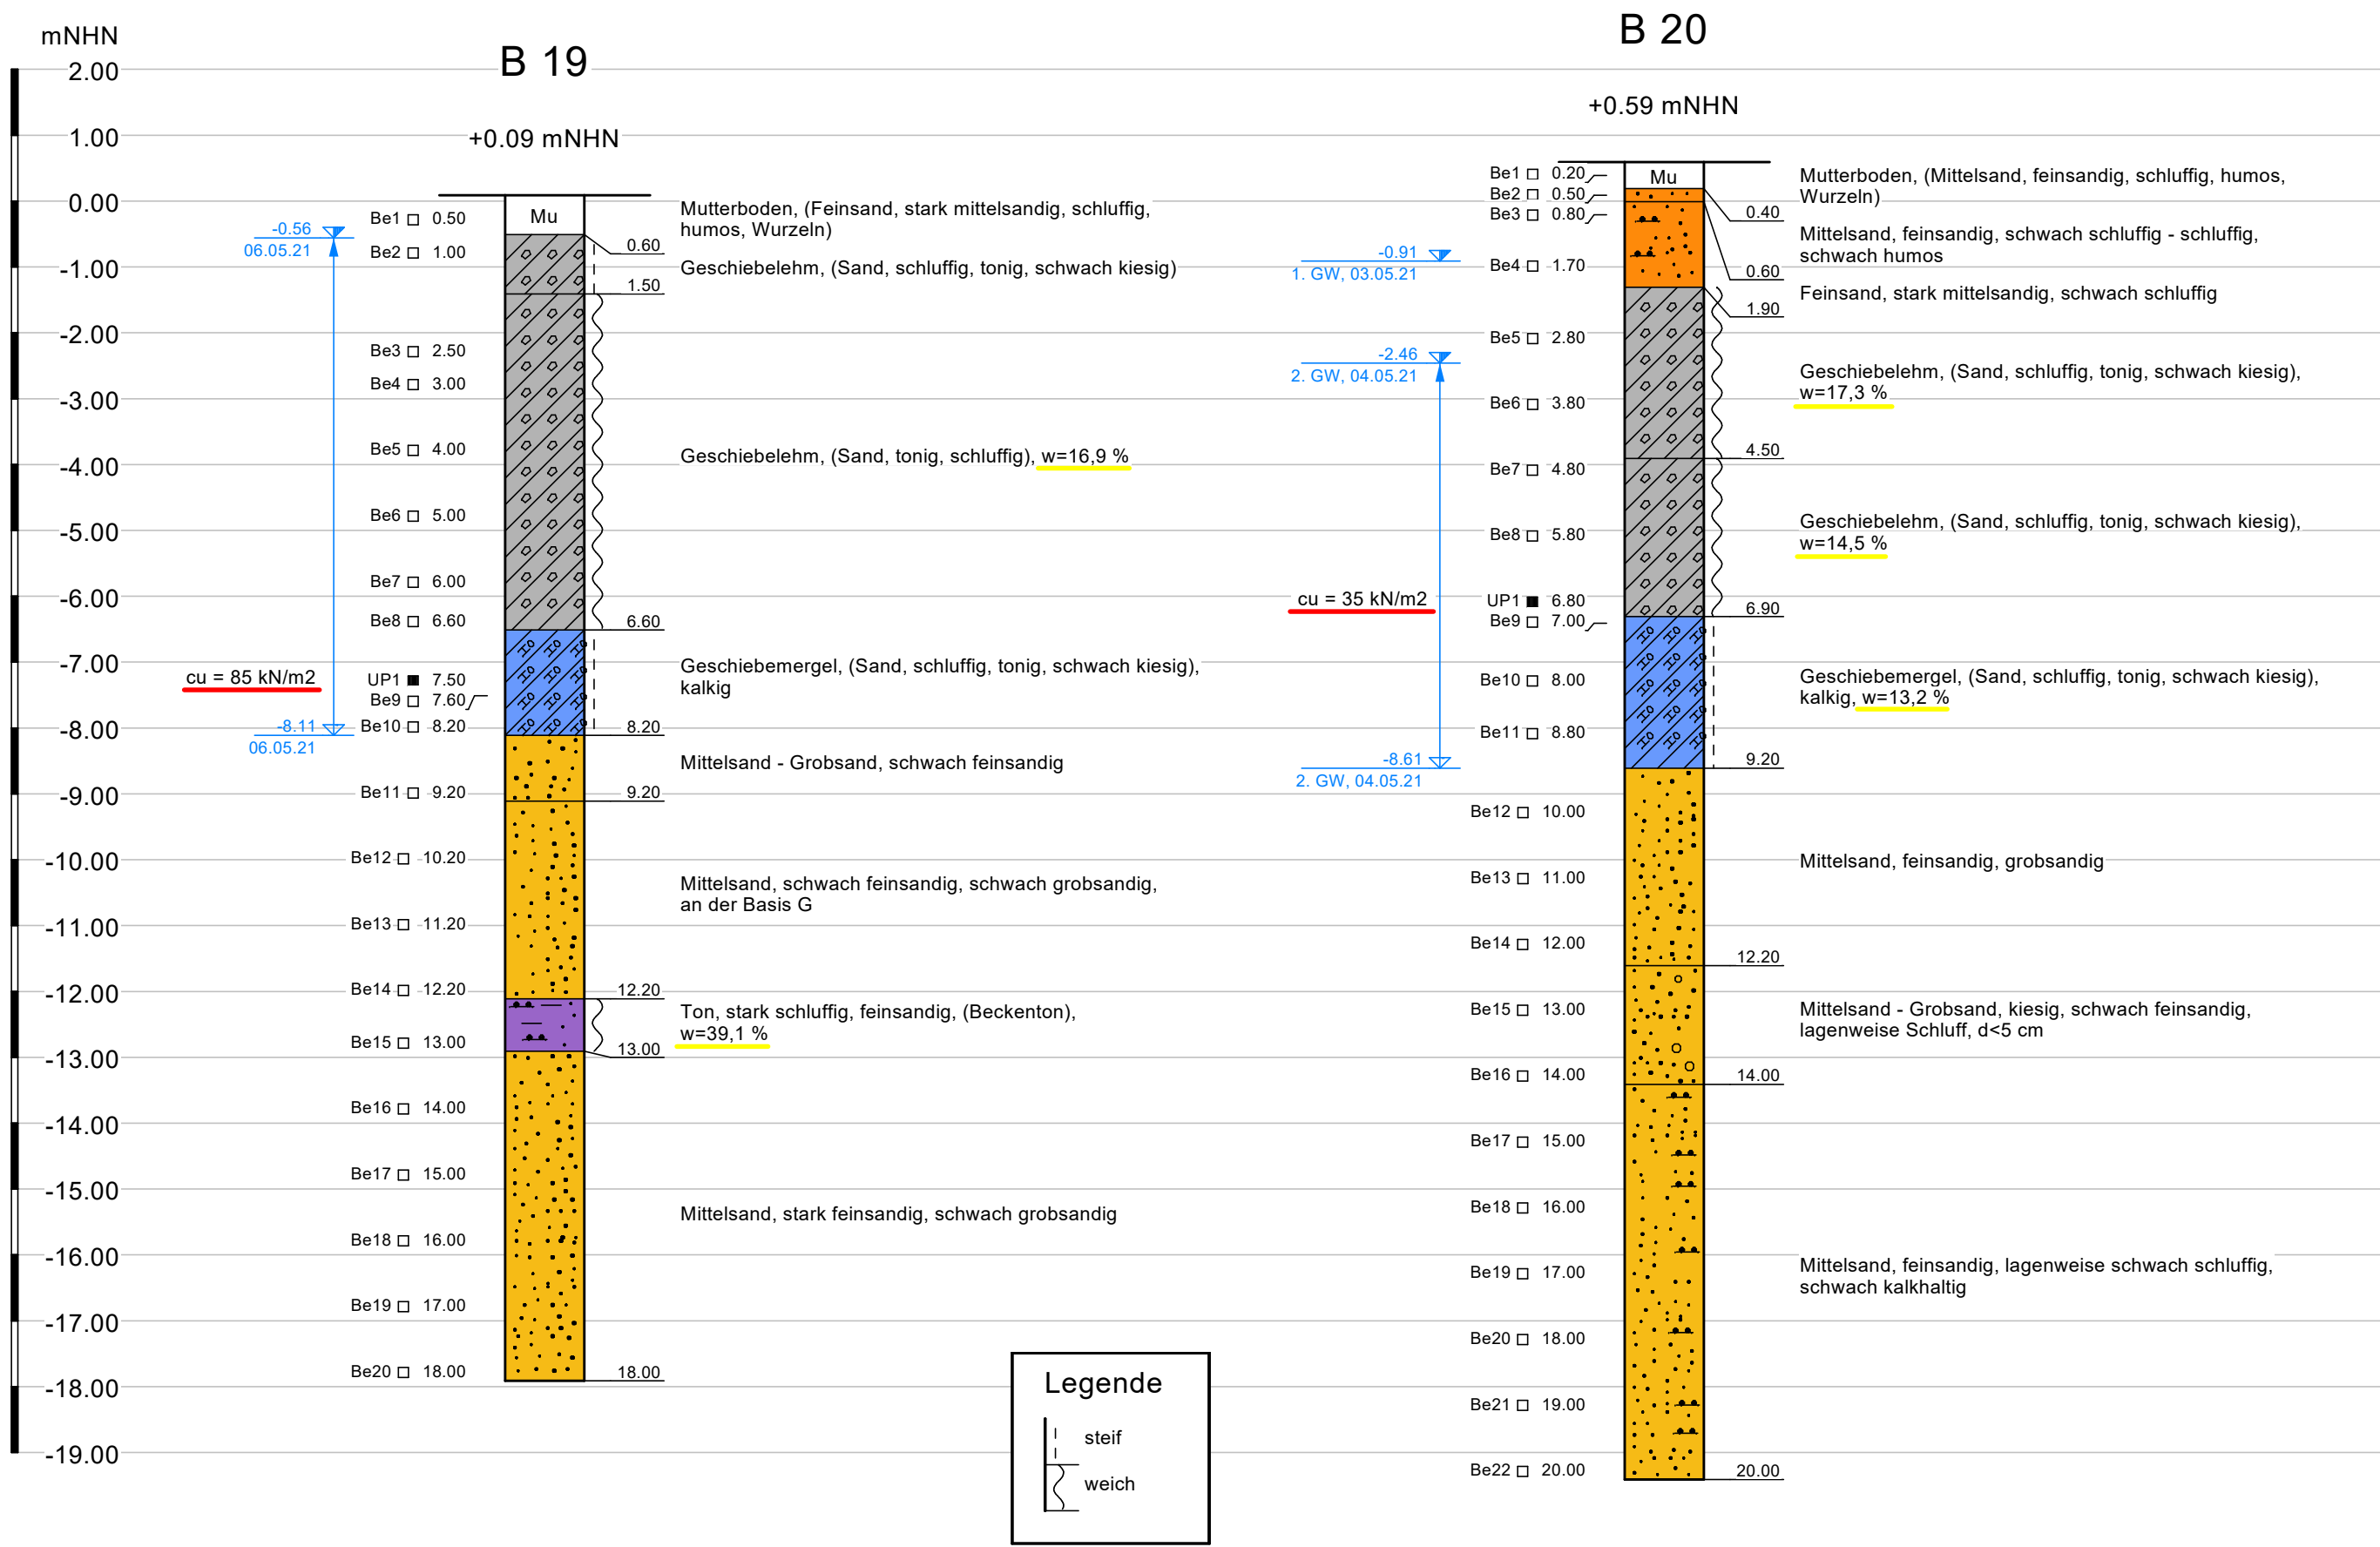 mNHN
2.00
1.00
0.00
-1.00
-2.00
-3.00
-4.00
-5.00
-6.00
-7.00
-8.00
-9.00
-10.00
-11.00
-12.00
-13.00
-14.00
-15.00
-16.00
-17.00
-18.00
-19.00
B 19
+0.09 mNHN
-0.56
06.05.21
cu = 85 kN/m2
-8.11
06.05.21
Be1 0.50
Be2 1.00
Be3 2.50
Be4 3.00
Be5 4.00
Be6 5.00
Be7 6.00
Be8 6.60
UP1 7.50
Be9 7.60
Be10 8.20
Be11 9.20
Be12 10.20
Be13 11.20
Be14 12.20
Be15 13.00
Be16 14.00
Be17 15.00
Be18 16.00
Be19 17.00
Be20 18.00
Mu
0.60
1.50
6.60
8.20
9.20
12.20
13.00
18.00
Mutterboden, (Feinsand, stark mittelsandig, schluffig,
humos, Wurzeln)
Geschiebelehm, (Sand, schluffig, tonig, schwach kiesig)
Geschiebelehm, (Sand, tonig, schluffig), w=16,9 %
Geschiebemergel, (Sand, schluffig, tonig, schwach kiesig),
kalkig
Mittelsand - Grobsand, schwach feinsandig
Mittelsand, schwach feinsandig, schwach grobsandig,
an der Basis G
Ton, stark schluffig, feinsandig, (Beckenton),
w=39,1 %
Mittelsand, stark feinsandig, schwach grobsandig
Legende
steif
weich
B 20
+0.59 mNHN
-0.91
1. GW, 03.05.21
-2.46
2. GW, 04.05.21
cu = 35 kN/m2
-8.61
2. GW, 04.05.21
Be1 0.20
Be2 0.50
Be3 0.80
Be4 1.70
Be5 2.80
Be6 3.80
Be7 4.80
Be8 5.80
UP1 6.80
Be9 7.00
Be10 8.00
Be11 8.80
Be12 10.00
Be13 11.00
Be14 12.00
Be15 13.00
Be16 14.00
Be17 15.00
Be18 16.00
Be19 17.00
Be20 18.00
Be21 19.00
Be22 20.00
Mu
0.40
0.60
1.90
4.50
6.90
9.20
12.20
14.00
20.00
Mutterboden, (Mittelsand, feinsandig, schluffig, humos,
Wurzeln)
Mittelsand, feinsandig, schwach schluffig - schluffig,
schwach humos
Feinsand, stark mittelsandig, schwach schluffig
Geschiebelehm, (Sand, schluffig, tonig, schwach kiesig),
w=17,3 %
Geschiebelehm, (Sand, schluffig, tonig, schwach kiesig),
w=14,5 %
Geschiebemergel, (Sand, schluffig, tonig, schwach kiesig),
kalkig, w=13,2 %
Mittelsand, feinsandig, grobsandig
Mittelsand - Grobsand, kiesig, schwach feinsandig,
lagenweise Schluff, d<5 cm
Mittelsand, feinsandig, lagenweise schwach schluffig,
schwach kalkhaltig